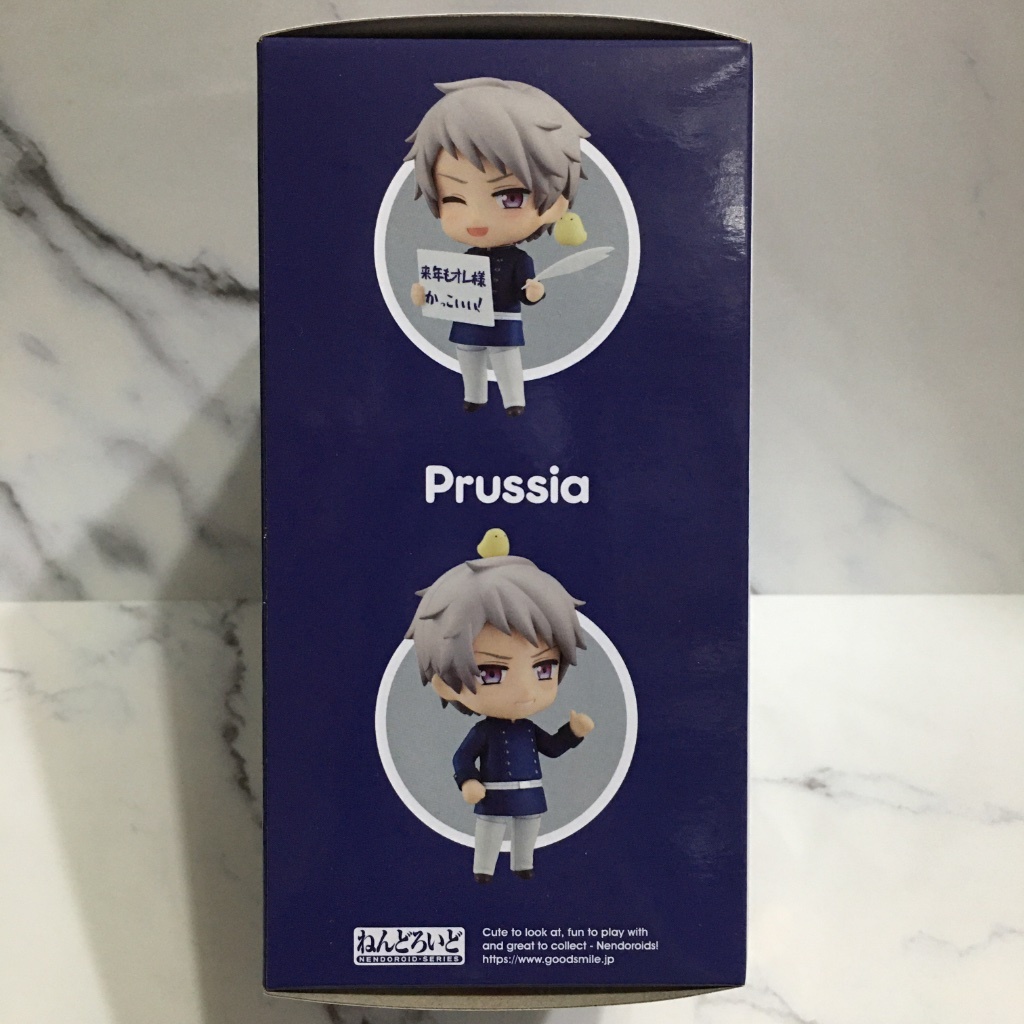 来年もオレ様
かっこいい!
Prussia
ねんどろいど
NENDOROID·SERIES
Cute to look at, fun to play with
and great to collect - Nendoroids!
https://www.goodsmile.jp